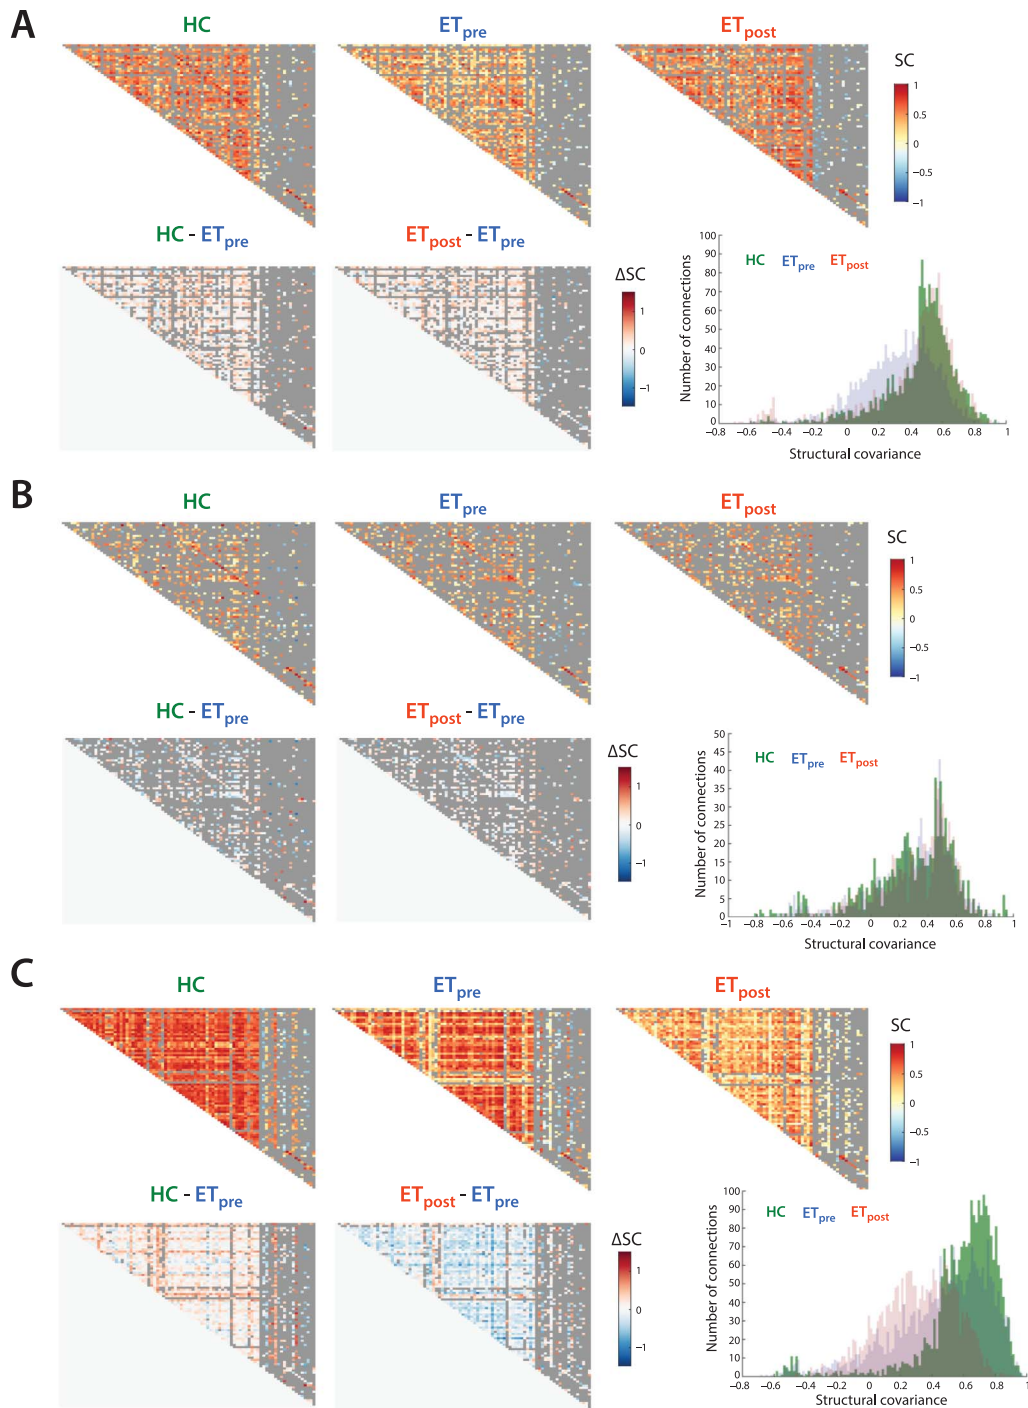 A
HC
ETpre
ETpost
SC
1
0.5
0
−0.5
−1
HC - ETpre
ETpost - ETpre
ΔSC
1
0
−1
HC ETpre ETpost
Number of connections
100
90
80
70
60
50
40
30
20
10
0
−0.8 −0.6 −0.4 −0.2 0 0.2 0.4 0.6 0.8 1
Structural covariance
B
HC
ETpre
ETpost
SC
1
0.5
0
−0.5
−1
HC - ETpre
ETpost - ETpre
ΔSC
1
0
−1
HC ETpre ETpost
Number of connections
50
45
40
35
30
25
20
15
10
5
0
−1 −0.8 −0.6 −0.4 −0.2 0 0.2 0.4 0.6 0.8 1
Structural covariance
C
HC
ETpre
ETpost
SC
1
0.5
0
−0.5
−1
HC - ETpre
ETpost - ETpre
ΔSC
1
0
−1
HC ETpre ETpost
Number of connections
100
90
80
70
60
50
40
30
20
10
0
−0.8 −0.6 −0.4 −0.2 0 0.2 0.4 0.6 0.8 1
Structural covariance